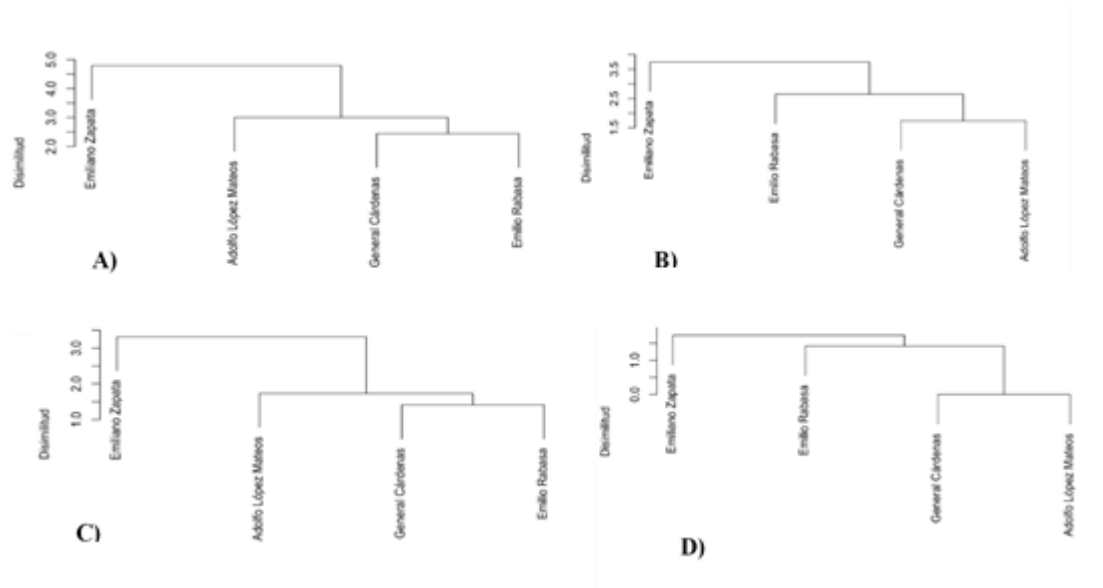 5.0
4.0
3.0
2.0
Disimilitud
Emiliano Zapata
Adolfo López Mateos
General Cárdenas
Emilio Rabasa
A)
3.5
2.5
1.5
Disimilitud
Emiliano Zapata
Emilio Rabasa
General Cárdenas
Adolfo López Mateos
B)
3.0
2.0
1.0
Disimilitud
Emiliano Zapata
Adolfo López Mateos
General Cárdenas
Emilio Rabasa
C)
1.0
0.0
Disimilitud
Emiliano Zapata
Emilio Rabasa
General Cárdenas
Adolfo López Mateos
D)